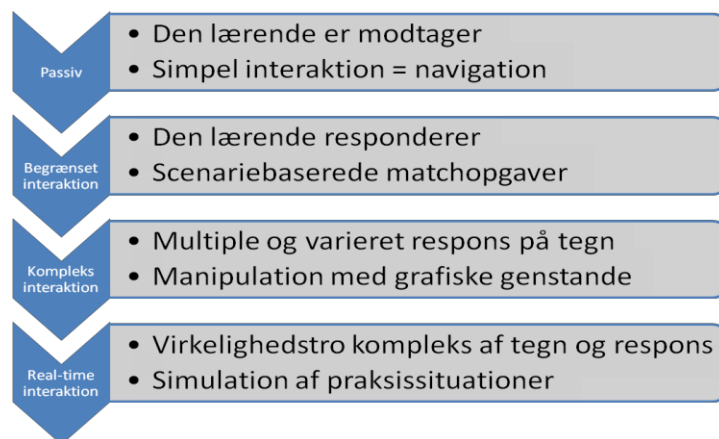 Passiv
• Den lærende er modtager
• Simpel interaktion = navigation
Begrænset
interaktion
• Den lærende responderer
• Scenariebaserede matchopgaver
Kompleks
interaktion
• Multiple og varieret respons på tegn
• Manipulation med grafiske genstande
Real-time
interaktion
• Virkelighedstro kompleks af tegn og respons
• Simulation af praksissituationer